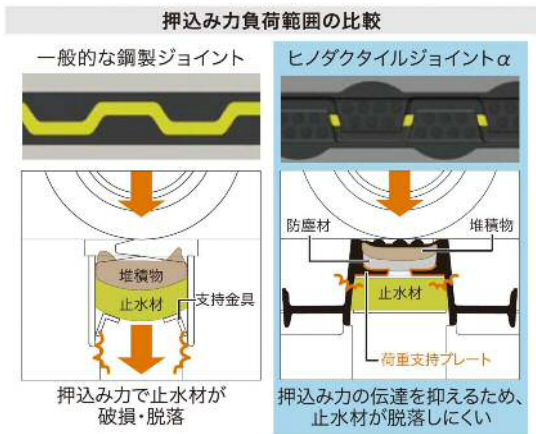 押込み力負荷範囲の比較
一般的な鋼製ジョイント
堆積物
止水材
支持金具
押込み力で止水材が
破損・脱落
ヒノダクタイルジョイントα
防塵材
堆積物
止水材
荷重支持プレート
押込み力の伝達を抑えるため、
止水材が脱落しにくい